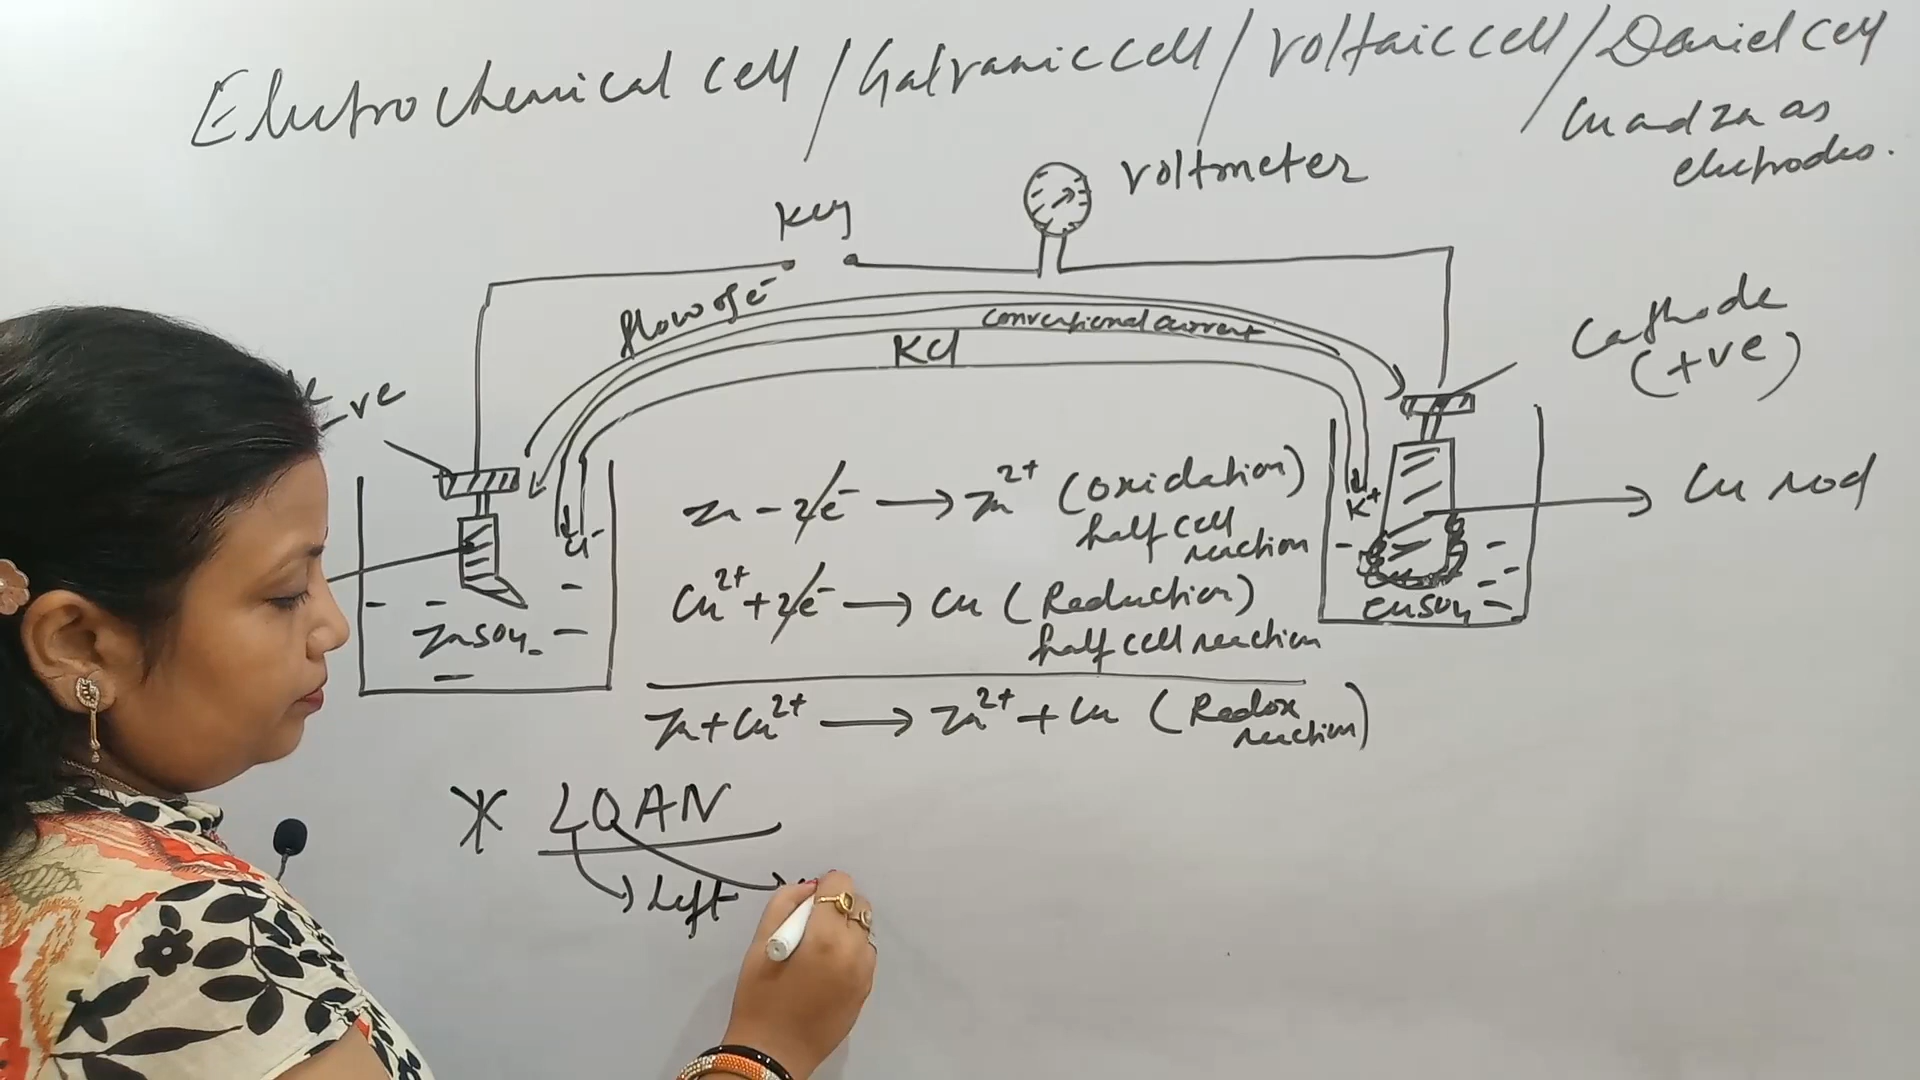 Electrochemical cell / Galvanic cell / Voltaic cell / Daniel cell
Cu and Zn as
electrodes.
Voltmeter
Key
flow of e⁻
conventional current
KCl
Cathode
(+ve)
-ve
Cu rod
Zn - 2e⁻ → Zn²⁺ (Oxidation)
half cell
reaction
Cl⁻
K⁺
Cu²⁺ + 2e⁻ → Cu (Reduction)
half cell reaction
ZnSO₄
CuSO₄
Zn + Cu²⁺ → Zn²⁺ + Cu (Redox
reaction)
* LOAN
Left